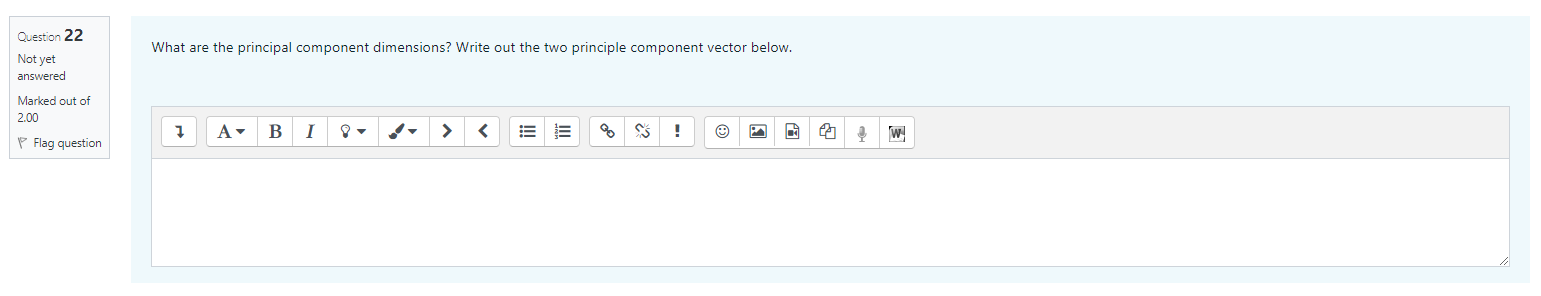 Question 22
Not yet
answered
Marked out of
2.00
Flag question
What are the principal component dimensions? Write out the two principle component vector below.
A B I
W